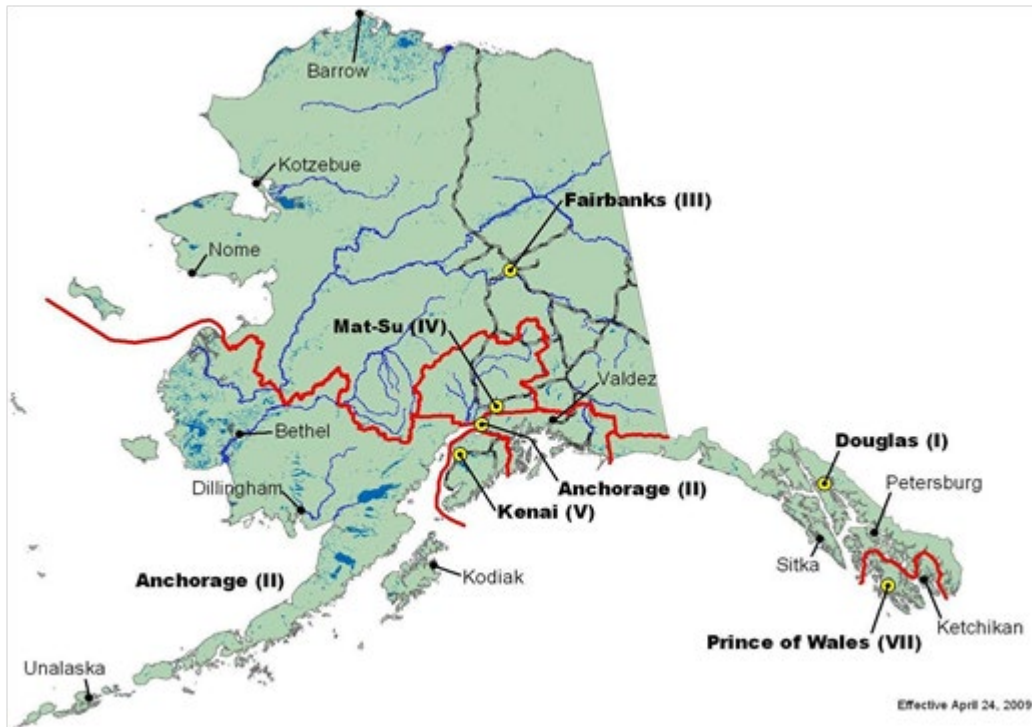 Barrow
Kotzebue
Fairbanks (III)
Nome
Mat-Su (IV)
Valdez
Bethel
Douglas (I)
Dillingham
Anchorage (II)
Petersburg
Kenai (V)
Sitka
Anchorage (II)
Kodiak
Ketchikan
Prince of Wales (VII)
Unalaska
Effective April 24, 2009